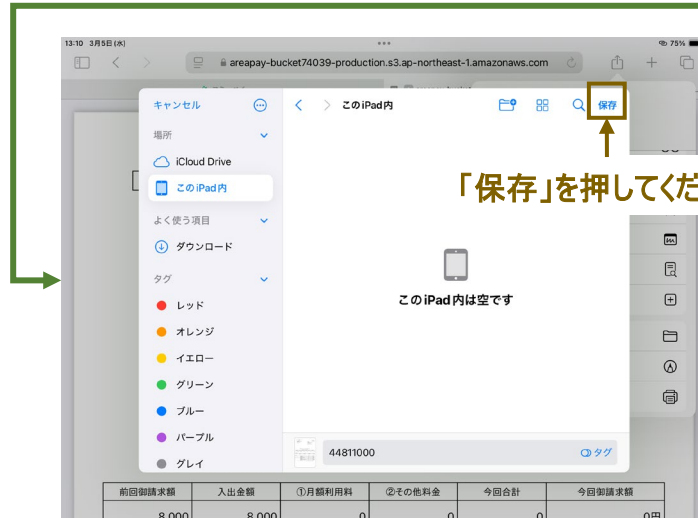 13:10 3月5日(水)
75%
areapay-bucket74039-production.s3.ap-northeast-1.amazonaws.com
キャンセル
このiPad内
保存
場所
iCloud Drive
このiPad内
「保存」を押してくだ
よく使う項目
ダウンロード
タグ
このiPad内は空です
レッド
オレンジ
イエロー
グリーン
ブルー
パープル
グレイ
44811000
タグ
前回御請求額 入出金額 ①月額利用料 ②その他料金 今回合計 今回御請求額
8,000 8,000 0 0 0 0円